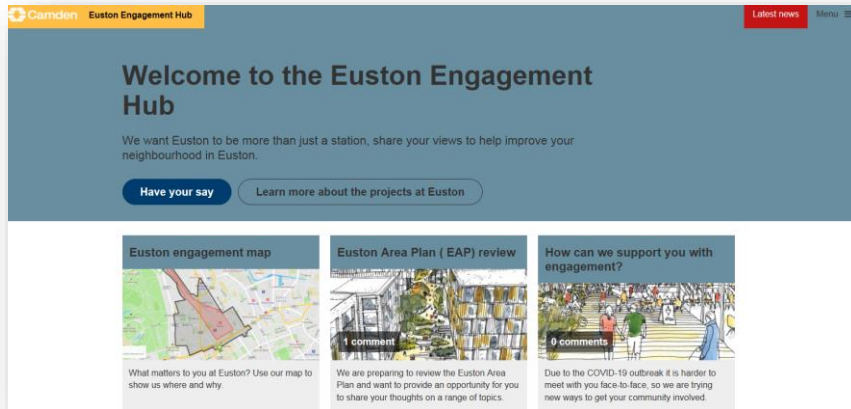 Camden Euston Engagement Hub
Latest news
Menu
Welcome to the Euston Engagement
Hub
We want Euston to be more than just a station, share your views to help improve your
neighbourhood in Euston.
Have your say
Learn more about the projects at Euston
Euston engagement map
What matters to you at Euston? Use our map to
show us where and why.
Euston Area Plan ( EAP) review
1 comment
We are preparing to review the Euston Area
Plan and want to provide an opportunity for you
to share your thoughts on a range of topics.
How can we support you with
engagement?
0 comments
Due to the COVID-19 outbreak it is harder to
meet with you face-to-face, so we are trying
new ways to get your community involved.